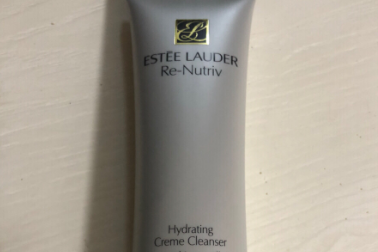 EL
ESTĒE LAUDER
Re-Nutriv
Hydrating
Creme Cleanser